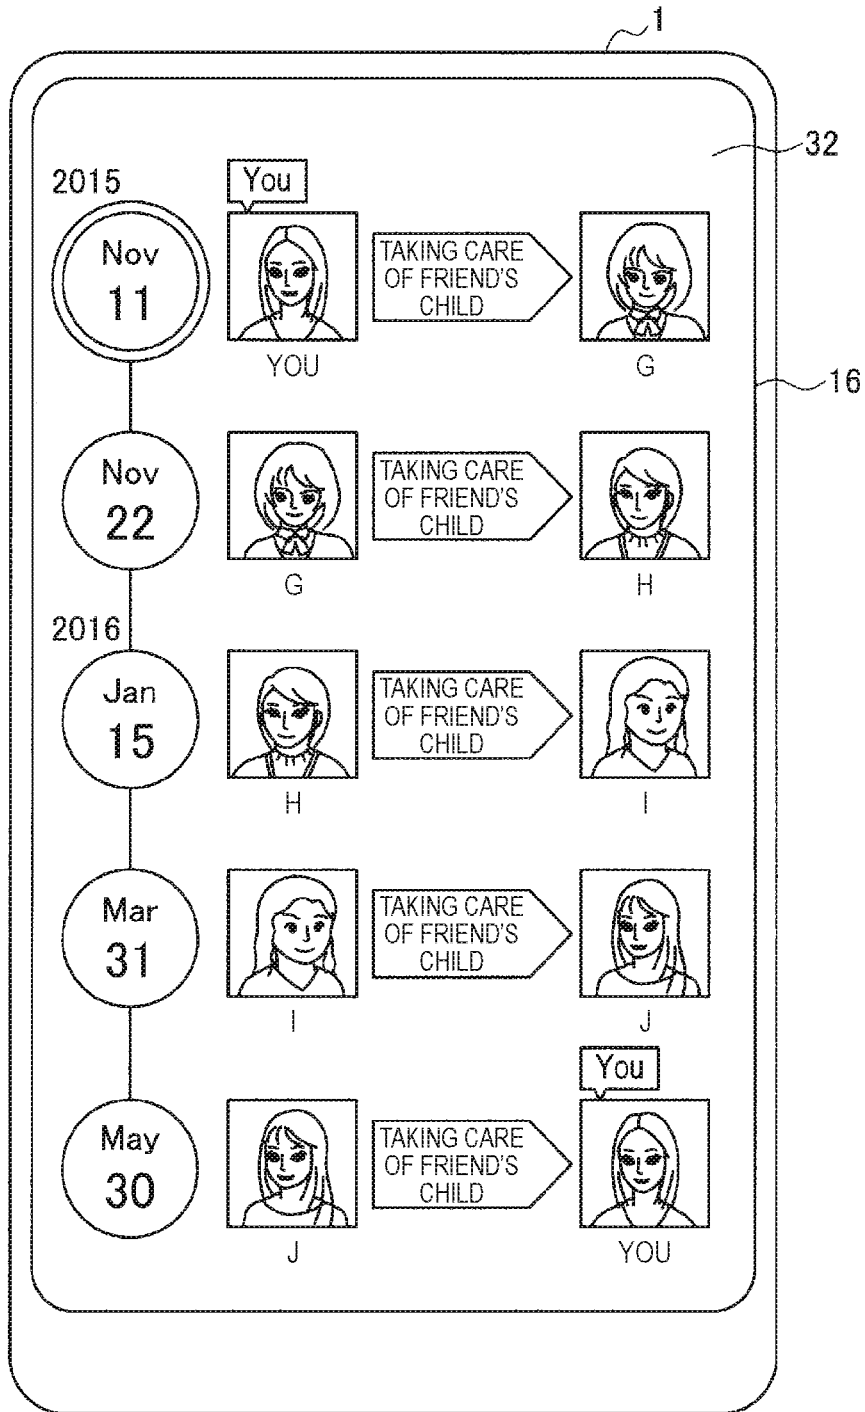 1
32
2015
You
Nov
11
TAKING CARE
OF FRIEND'S
CHILD
YOU
G
16
Nov
22
TAKING CARE
OF FRIEND'S
CHILD
G
H
2016
Jan
15
TAKING CARE
OF FRIEND'S
CHILD
H
I
Mar
31
TAKING CARE
OF FRIEND'S
CHILD
I
J
You
May
30
TAKING CARE
OF FRIEND'S
CHILD
J
YOU